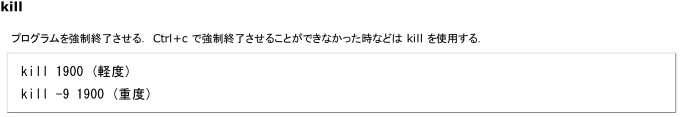 kill
プログラムを強制終了させる. Ctrl+c で強制終了させることができなかった時などは kill を使用する.
kill 1900 (軽度)
kill -9 1900 (重度)